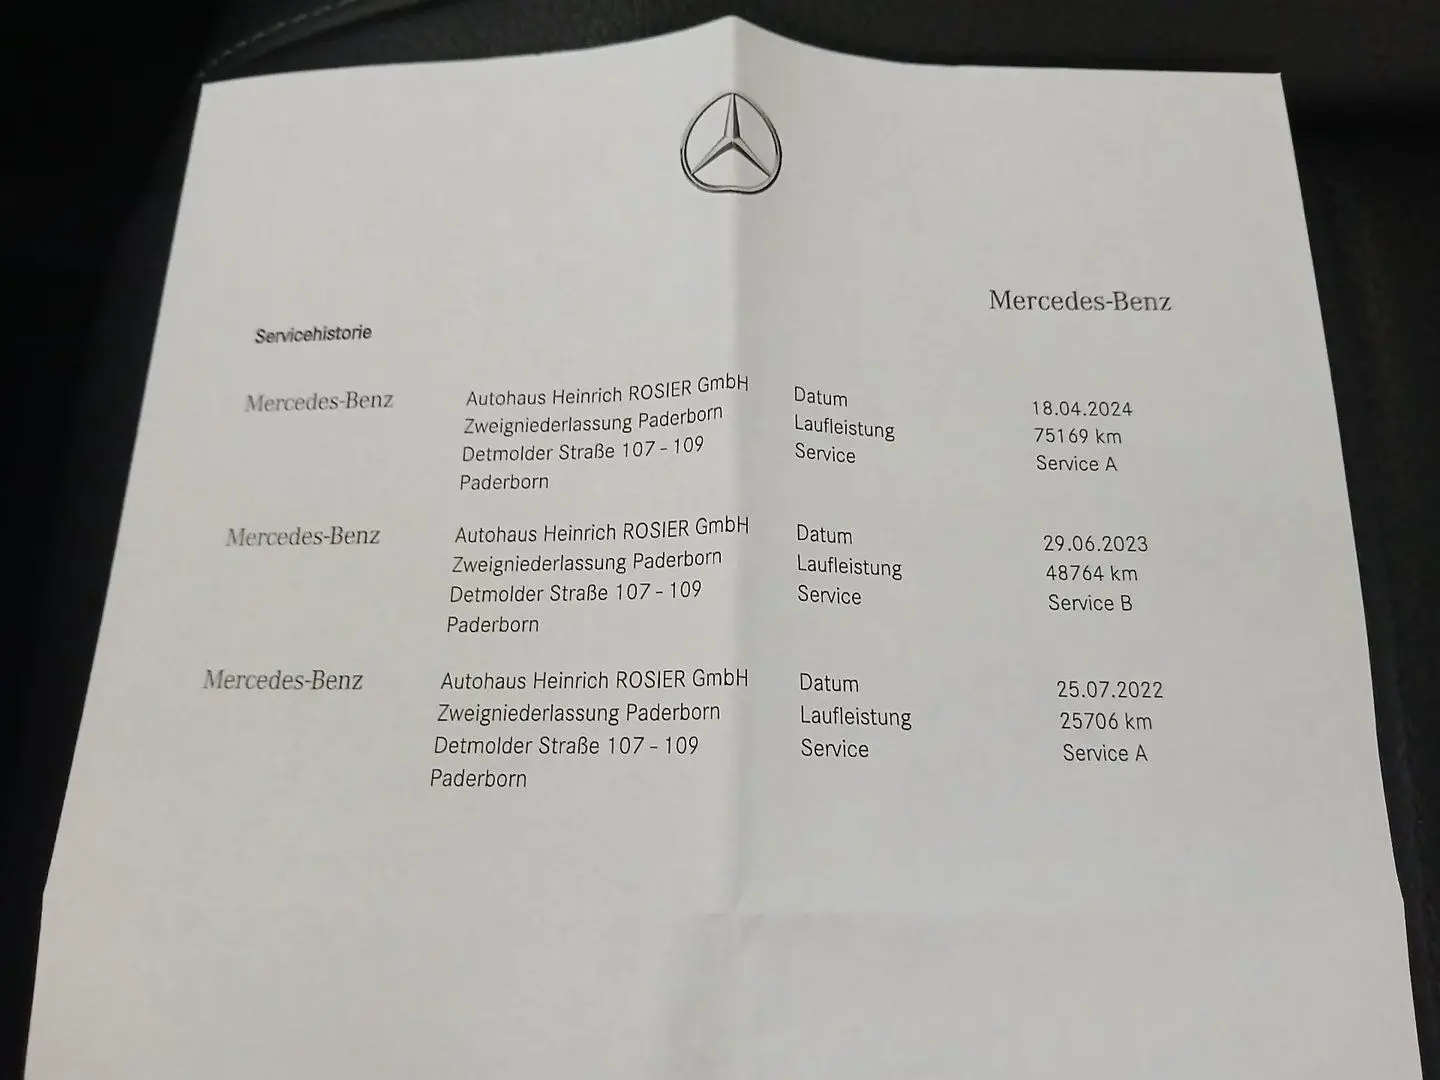 Mercedes-Benz
Servicehistorie
Mercedes-Benz
Autohaus Heinrich ROSIER GmbH
Zweigniederlassung Paderborn
Detmolder Straße 107 - 109
Paderborn
Datum 18.04.2024
Laufleistung 75169 km
Service Service A
Mercedes-Benz
Autohaus Heinrich ROSIER GmbH
Zweigniederlassung Paderborn
Detmolder Straße 107 - 109
Paderborn
Datum 29.06.2023
Laufleistung 48764 km
Service Service B
Mercedes-Benz
Autohaus Heinrich ROSIER GmbH
Zweigniederlassung Paderborn
Detmolder Straße 107 - 109
Paderborn
Datum 25.07.2022
Laufleistung 25706 km
Service Service A